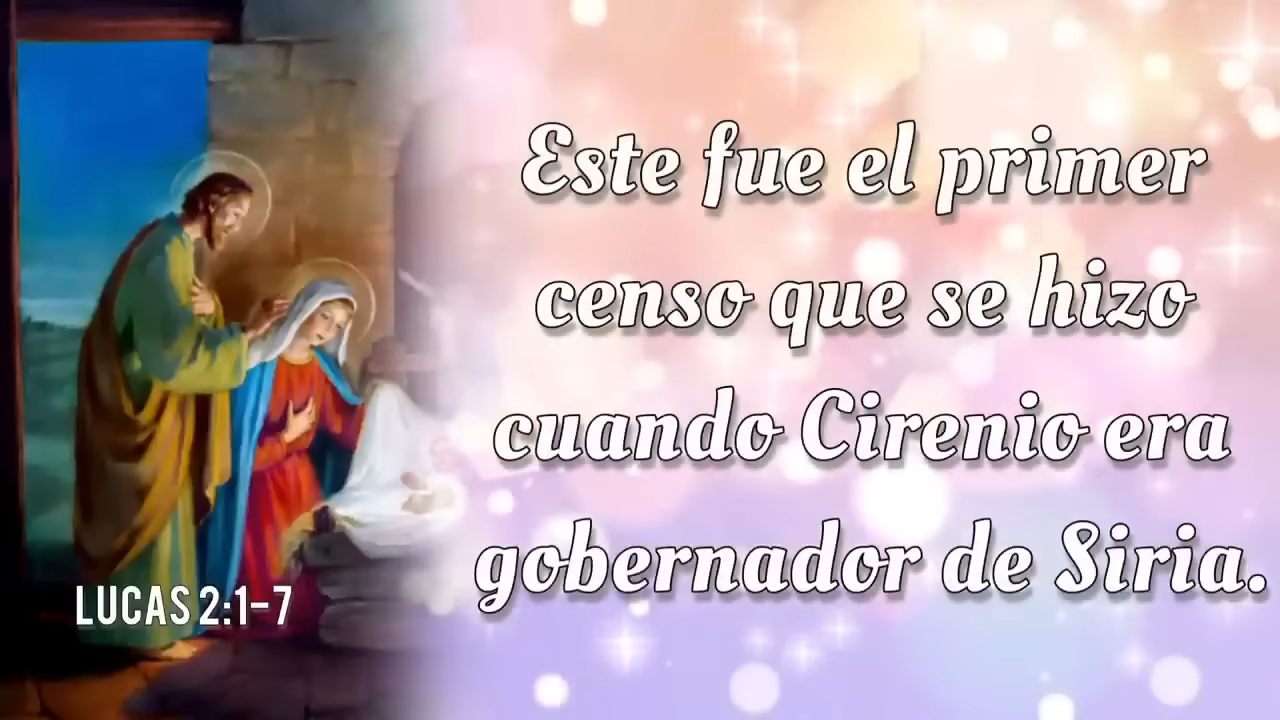 Este fue el primer
censo que se hizo
cuando Cirenio era
gobernador de Siria.
LUCAS 2:1-7